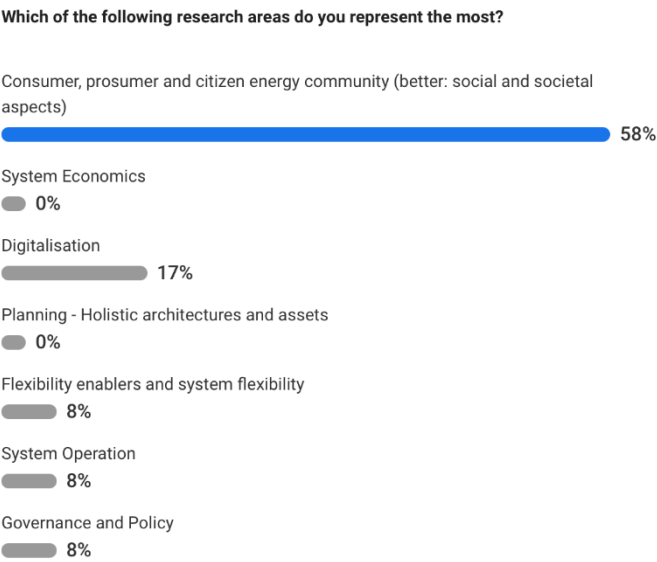 Which of the following research areas do you represent the most?
Consumer, prosumer and citizen energy community (better: social and societal
aspects)
58%
System Economics
0%
Digitalisation
17%
Planning - Holistic architectures and assets
0%
Flexibility enablers and system flexibility
8%
System Operation
8%
Governance and Policy
8%